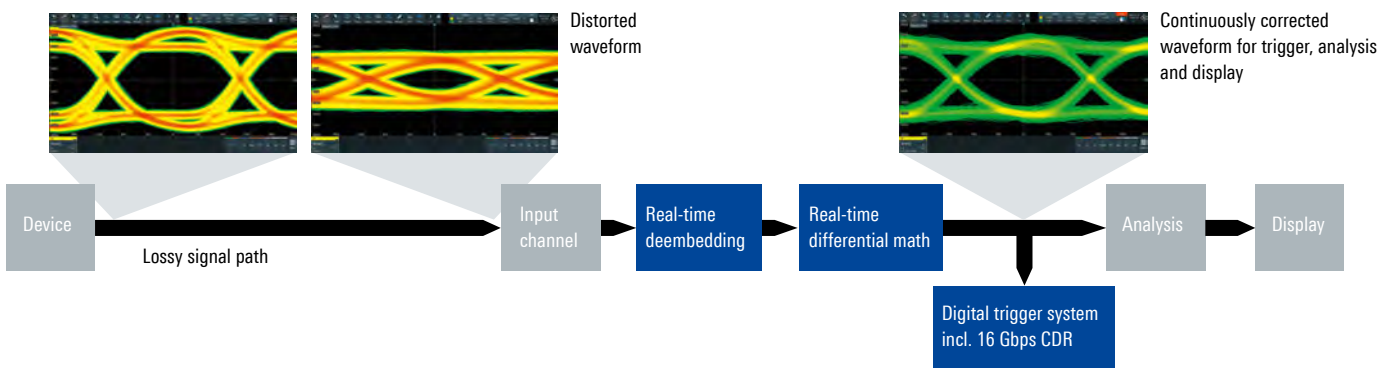 Distorted
waveform
Continuously corrected
waveform for trigger, analysis
and display
Device
Lossy signal path
Input
channel
Real-time
deembedding
Real-time
differential math
Analysis
Display
Digital trigger system
incl. 16 Gbps CDR